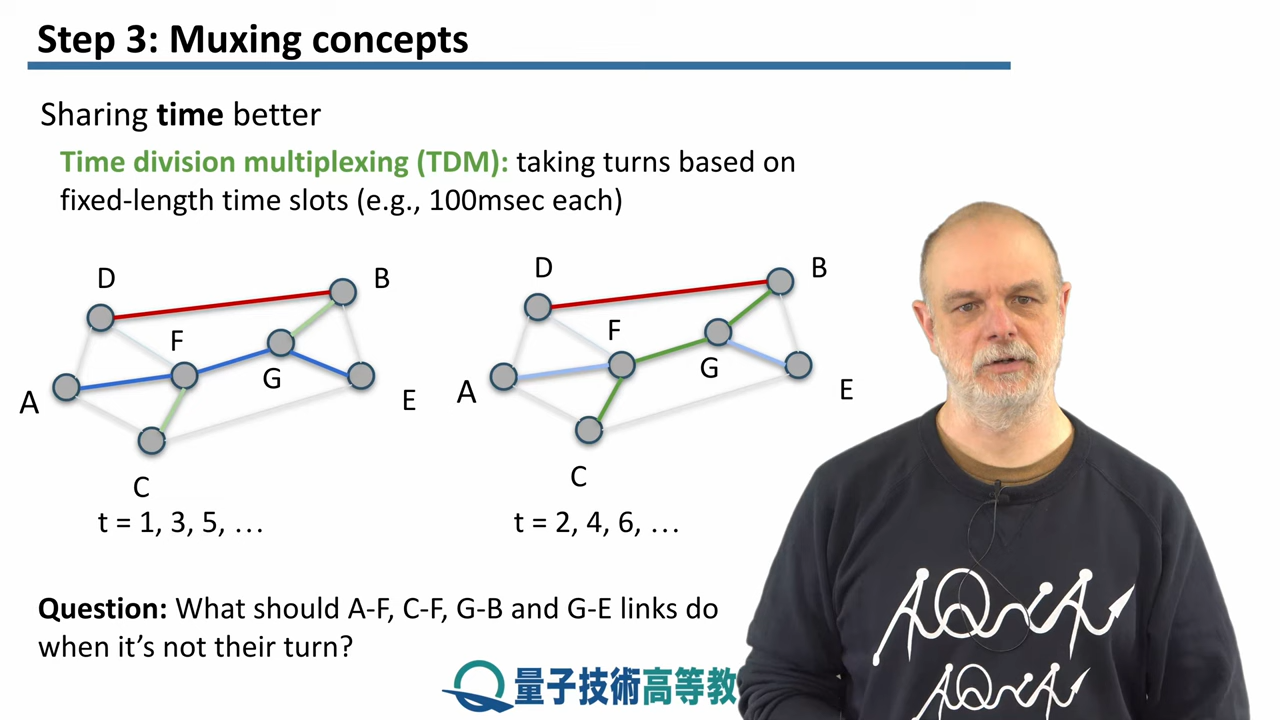 Step 3: Muxing concepts
Sharing time better
Time division multiplexing (TDM): taking turns based on
fixed-length time slots (e.g., 100msec each)
D
B
F
G
A
E
C
t = 1, 3, 5, …
D
B
F
G
A
E
C
t = 2, 4, 6, …
Question: What should A-F, C-F, G-B and G-E links do
when it's not their turn?
量子技術高等教